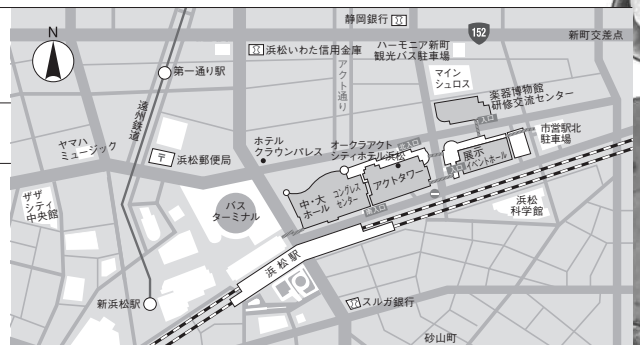 静岡銀行
152
新町交差点
N
浜松いわた信用金庫
ハーモニア新町
観光バス駐車場
第一通り駅
アクト通り
マイン
シュロス
楽器博物館
研修交流センター
遠州鉄道
ヤマハ
ミュージック
浜松郵便局
ホテル
クラウンパレス
オークラアクト
シティホテル浜松
市営駅北
駐車場
展示
イベントホール
アクトタワー
コングレス
センター
中・大
ホール
ザザ
シティ
中央館
バス
ターミナル
浜松
科学館
浜松駅
新浜松駅
スルガ銀行
砂山町